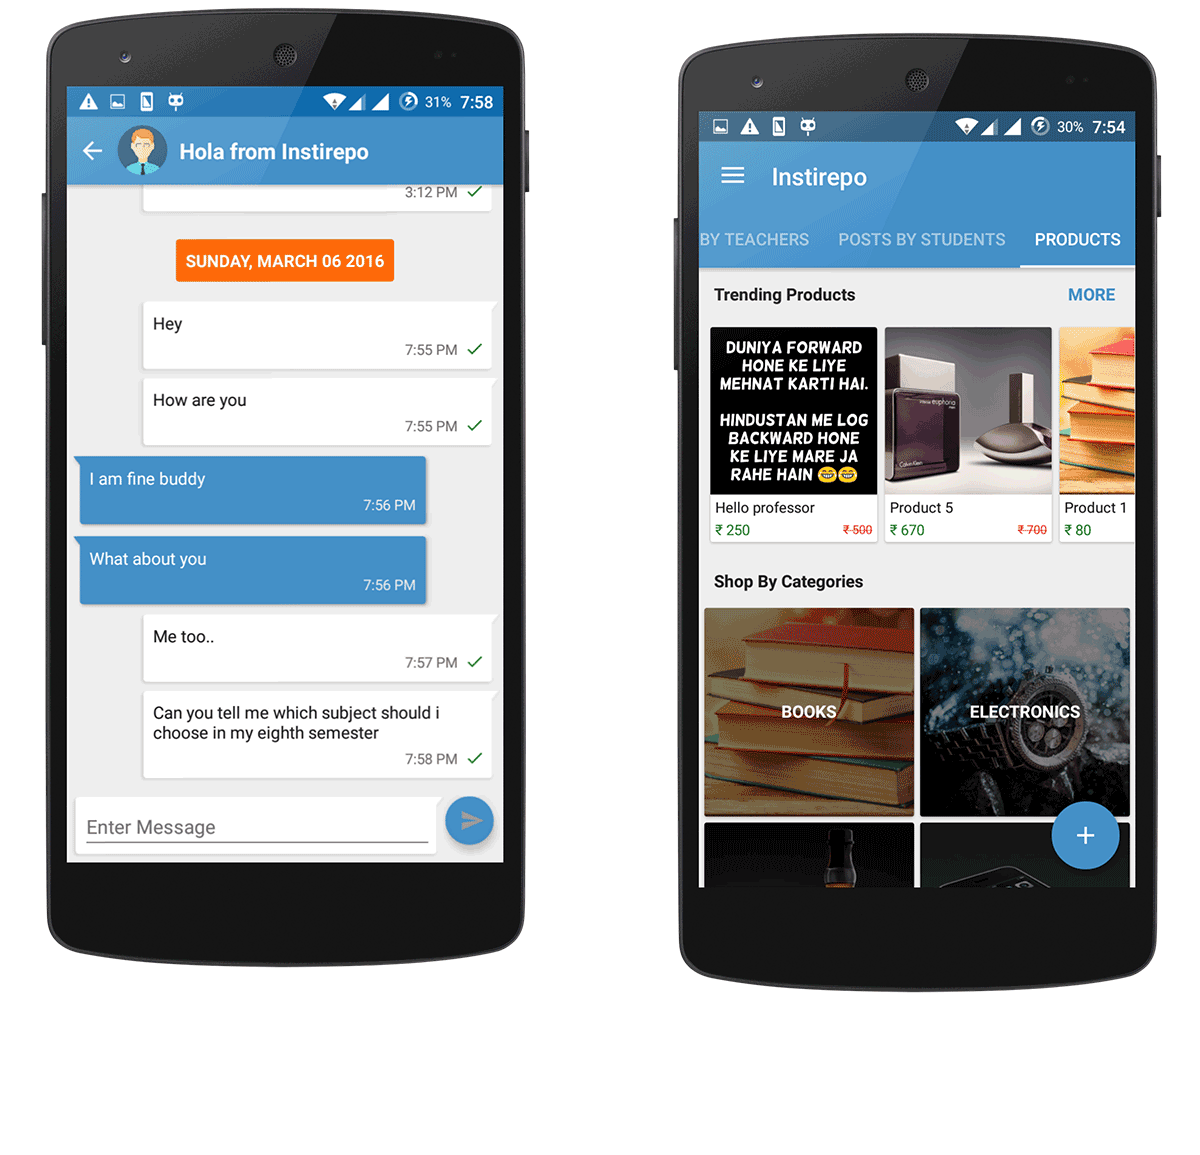 31% 7:58
Hola from Instirepo
3:12 PM
SUNDAY, MARCH 06 2016
Hey
7:55 PM
How are you
7:55 PM
I am fine buddy
7:56 PM
What about you
7:56 PM
Me too..
7:57 PM
Can you tell me which subject should i
choose in my eighth semester
7:58 PM
Enter Message
30% 7:54
Instirepo
BY TEACHERS POSTS BY STUDENTS PRODUCTS
Trending Products MORE
DUNIYA FORWARD
HONE KE LIYE
MEHNAT KARTI HAI.
HINDUSTAN ME LOG
BACKWARD HONE
KE LIYE MARE JA
RAHE HAIN 😂😂
euphoria
Calvin Klein
Hello professor
₹ 250 ₹ 500
Product 5
₹ 670 ₹ 700
Product 1
₹ 80
Shop By Categories
BOOKS ELECTRONICS